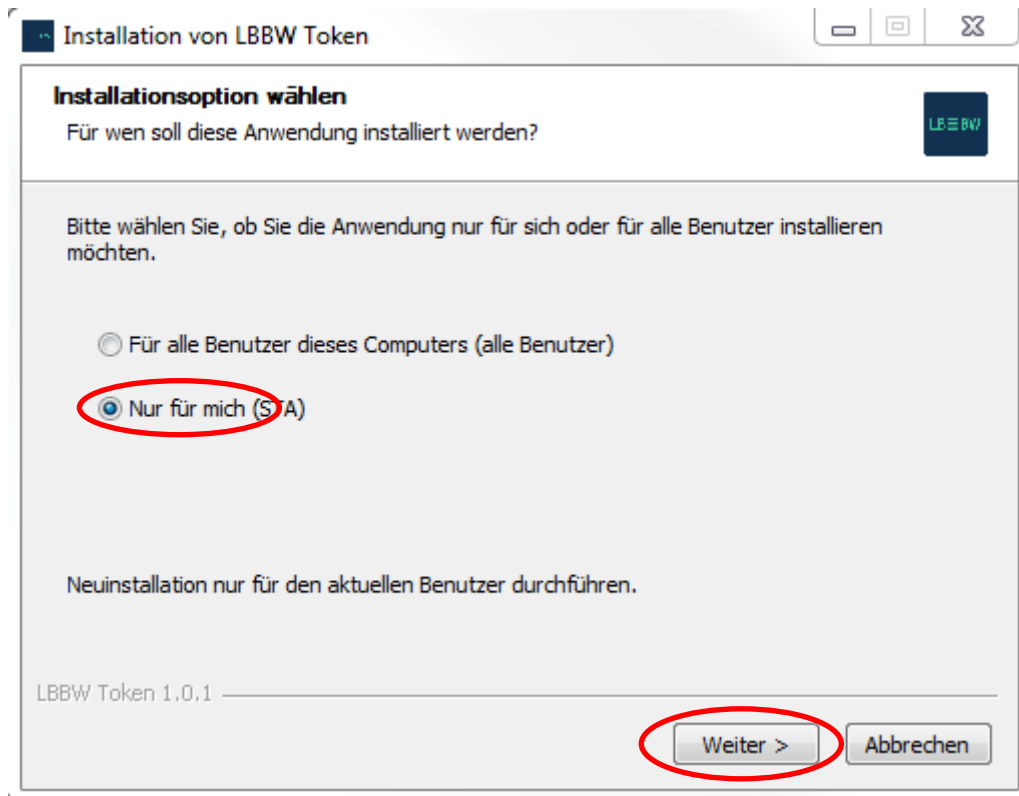 Installation von LBBW Token
Installationsoption wählen
Für wen soll diese Anwendung installiert werden?
LB☰BW
Bitte wählen Sie, ob Sie die Anwendung nur für sich oder für alle Benutzer installieren
möchten.
Für alle Benutzer dieses Computers (alle Benutzer)
Nur für mich (STA)
Neuinstallation nur für den aktuellen Benutzer durchführen.
LBBW Token 1.0.1
Weiter > Abbrechen